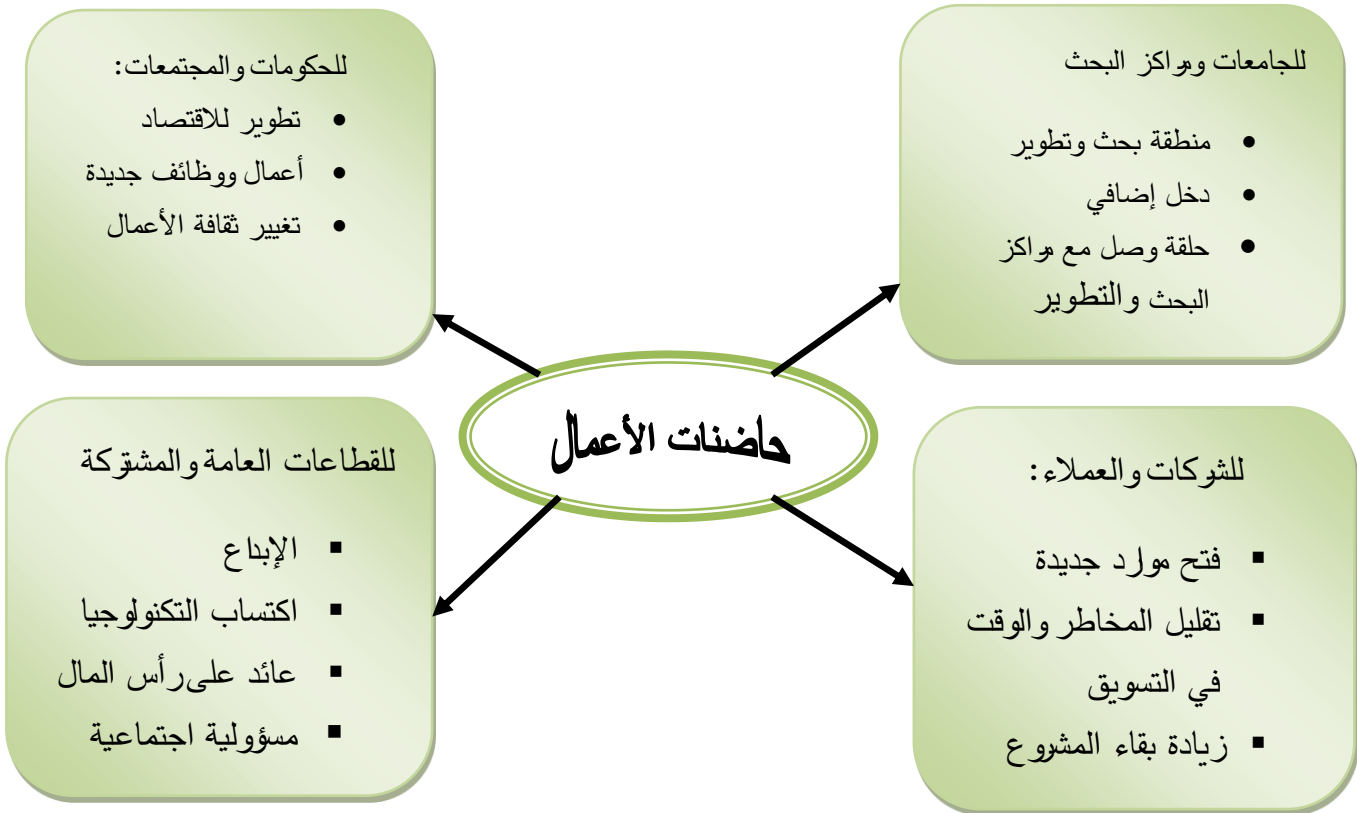 للجامعات ومراكز البحث
• منطقة بحث وتطوير
• دخل إضافي
• حلقة وصل مع مراكز
البحث والتطوير
للحكومات والمجتمعات:
• تطوير للاقتصاد
• أعمال ووظائف جديدة
• تغيير ثقافة الأعمال
حاضنات الأعمال
للشركات والعملاء:
▪ فتح موارد جديدة
▪ تقليل المخاطر والوقت
في التسويق
▪ زيادة بقاء المشروع
للقطاعات العامة والمشتركة
▪ الإبداع
▪ اكتساب التكنولوجيا
▪ عائد على رأس المال
▪ مسؤولية اجتماعية